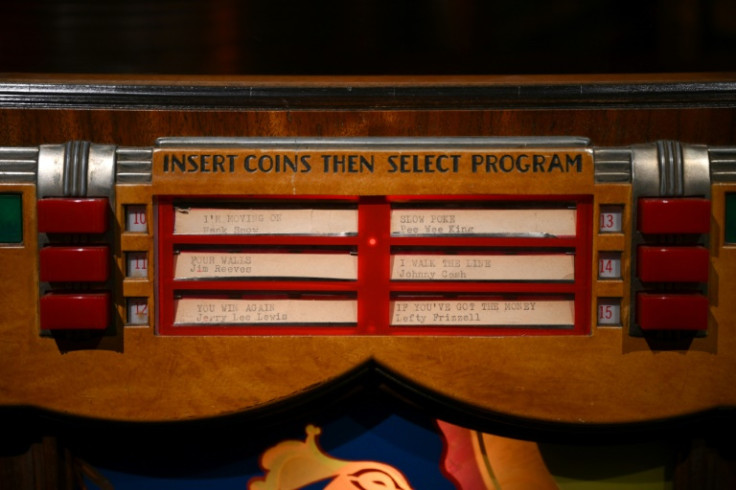 INSERT COINS THEN SELECT PROGRAM
10
I'M MOVING ON
Hank Snow
11
FOUR WALLS
Jim Reeves
12
YOU WIN AGAIN
Jerry Lee Lewis
SLOW POKE
Pee Wee King
13
I WALK THE LINE
Johnny Cash
14
IF YOU'VE GOT THE MONEY
Lefty Frizzell
15